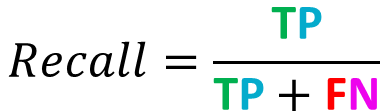 Recall = TP / TP + FN